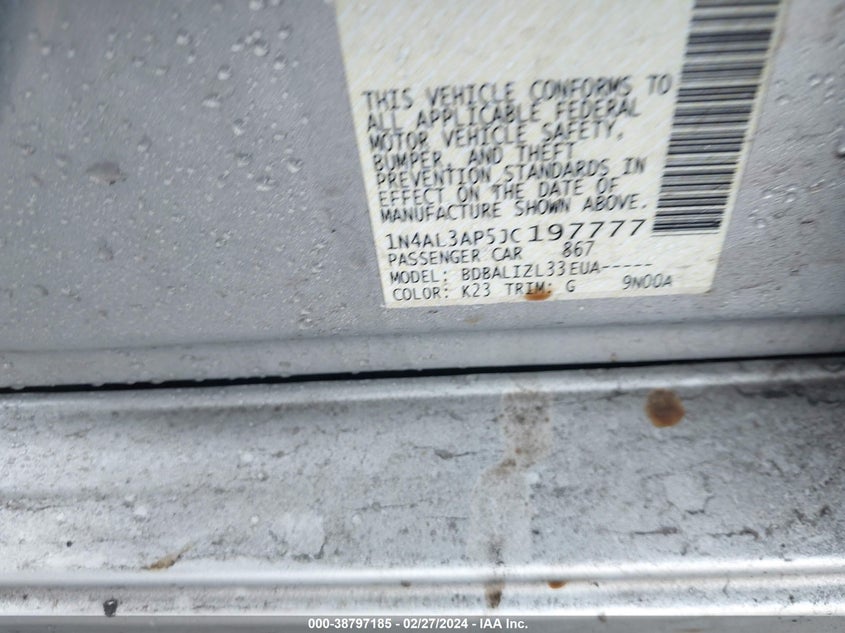 THIS VEHICLE CONFORMS TO
ALL APPLICABLE FEDERAL
MOTOR VEHICLE SAFETY,
BUMPER, AND THEFT
PREVENTION STANDARDS IN
EFFECT ON THE DATE OF
MANUFACTURE SHOWN ABOVE.
1N4AL3AP5JC197777
PASSENGER CAR 867
MODEL: BDBALIZL33EUA-----
COLOR: K23 TRIM: G 9N00A
000-38797185 - 02/27/2024 - IAA Inc.